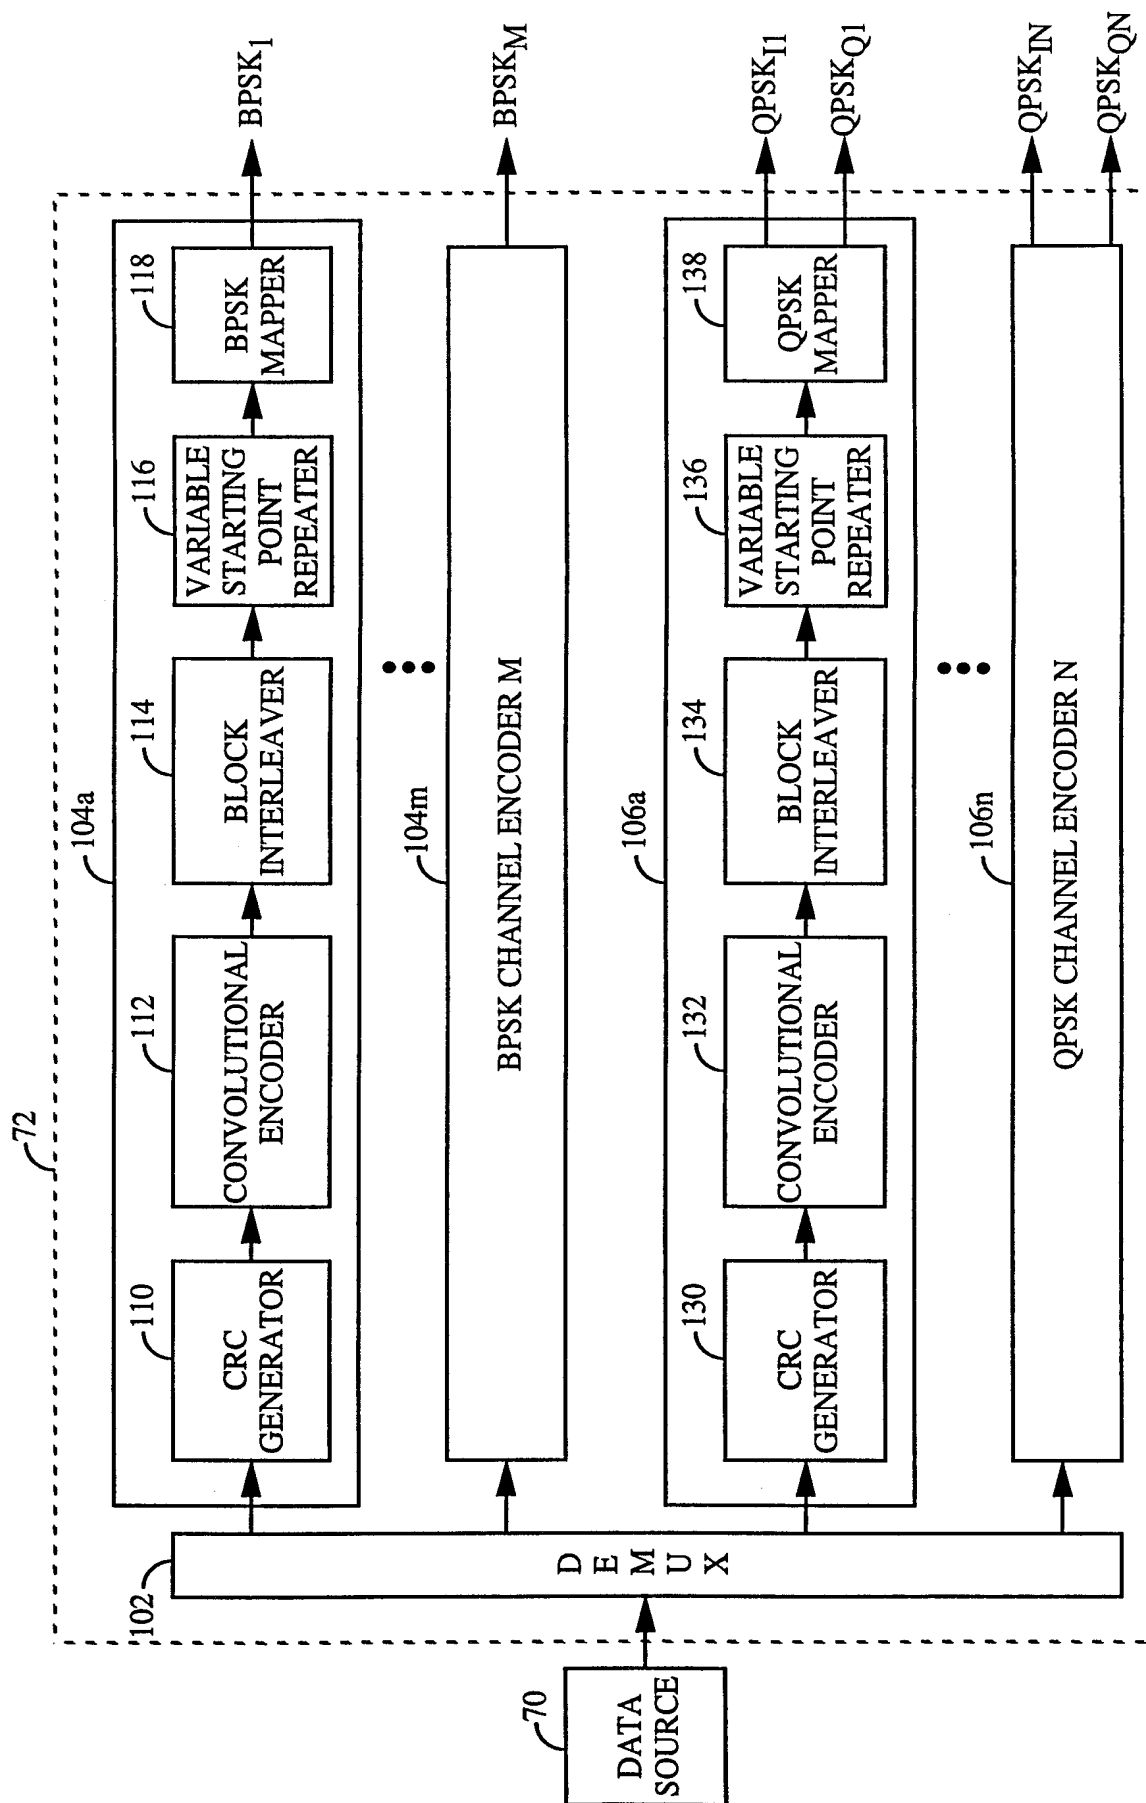 72
104a
110
CRC
GENERATOR
112
CONVOLUTIONAL
ENCODER
114
BLOCK
INTERLEAVER
116
VARIABLE
STARTING
POINT
REPEATER
118
BPSK
MAPPER
BPSK1
104m
BPSK CHANNEL ENCODER M
BPSKM
70
DATA
SOURCE
102
D
E
M
U
X
106a
130
CRC
GENERATOR
132
CONVOLUTIONAL
ENCODER
134
BLOCK
INTERLEAVER
136
VARIABLE
STARTING
POINT
REPEATER
138
QPSK
MAPPER
QPSKI1
QPSKQ1
106n
QPSK CHANNEL ENCODER N
QPSKIN
QPSKQN